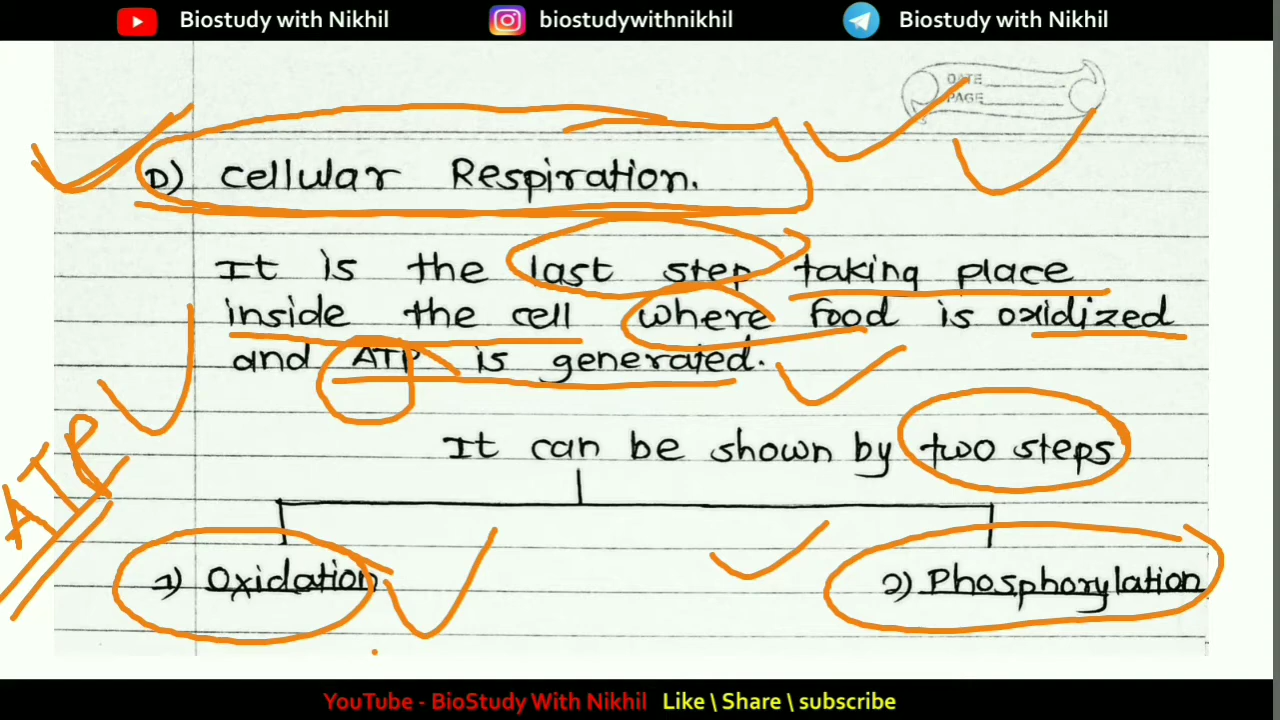 Biostudy with Nikhil biostudywithnikhil Biostudy with Nikhil
DATE
PAGE
D) Cellular Respiration.
It is the last step taking place
inside the cell where food is oxidized
and ATP is generated.
ATP
It can be shown by two steps
1) Oxidation
2) Phosphorylation
YouTube - BioStudy With Nikhil Like \ Share \ subscribe